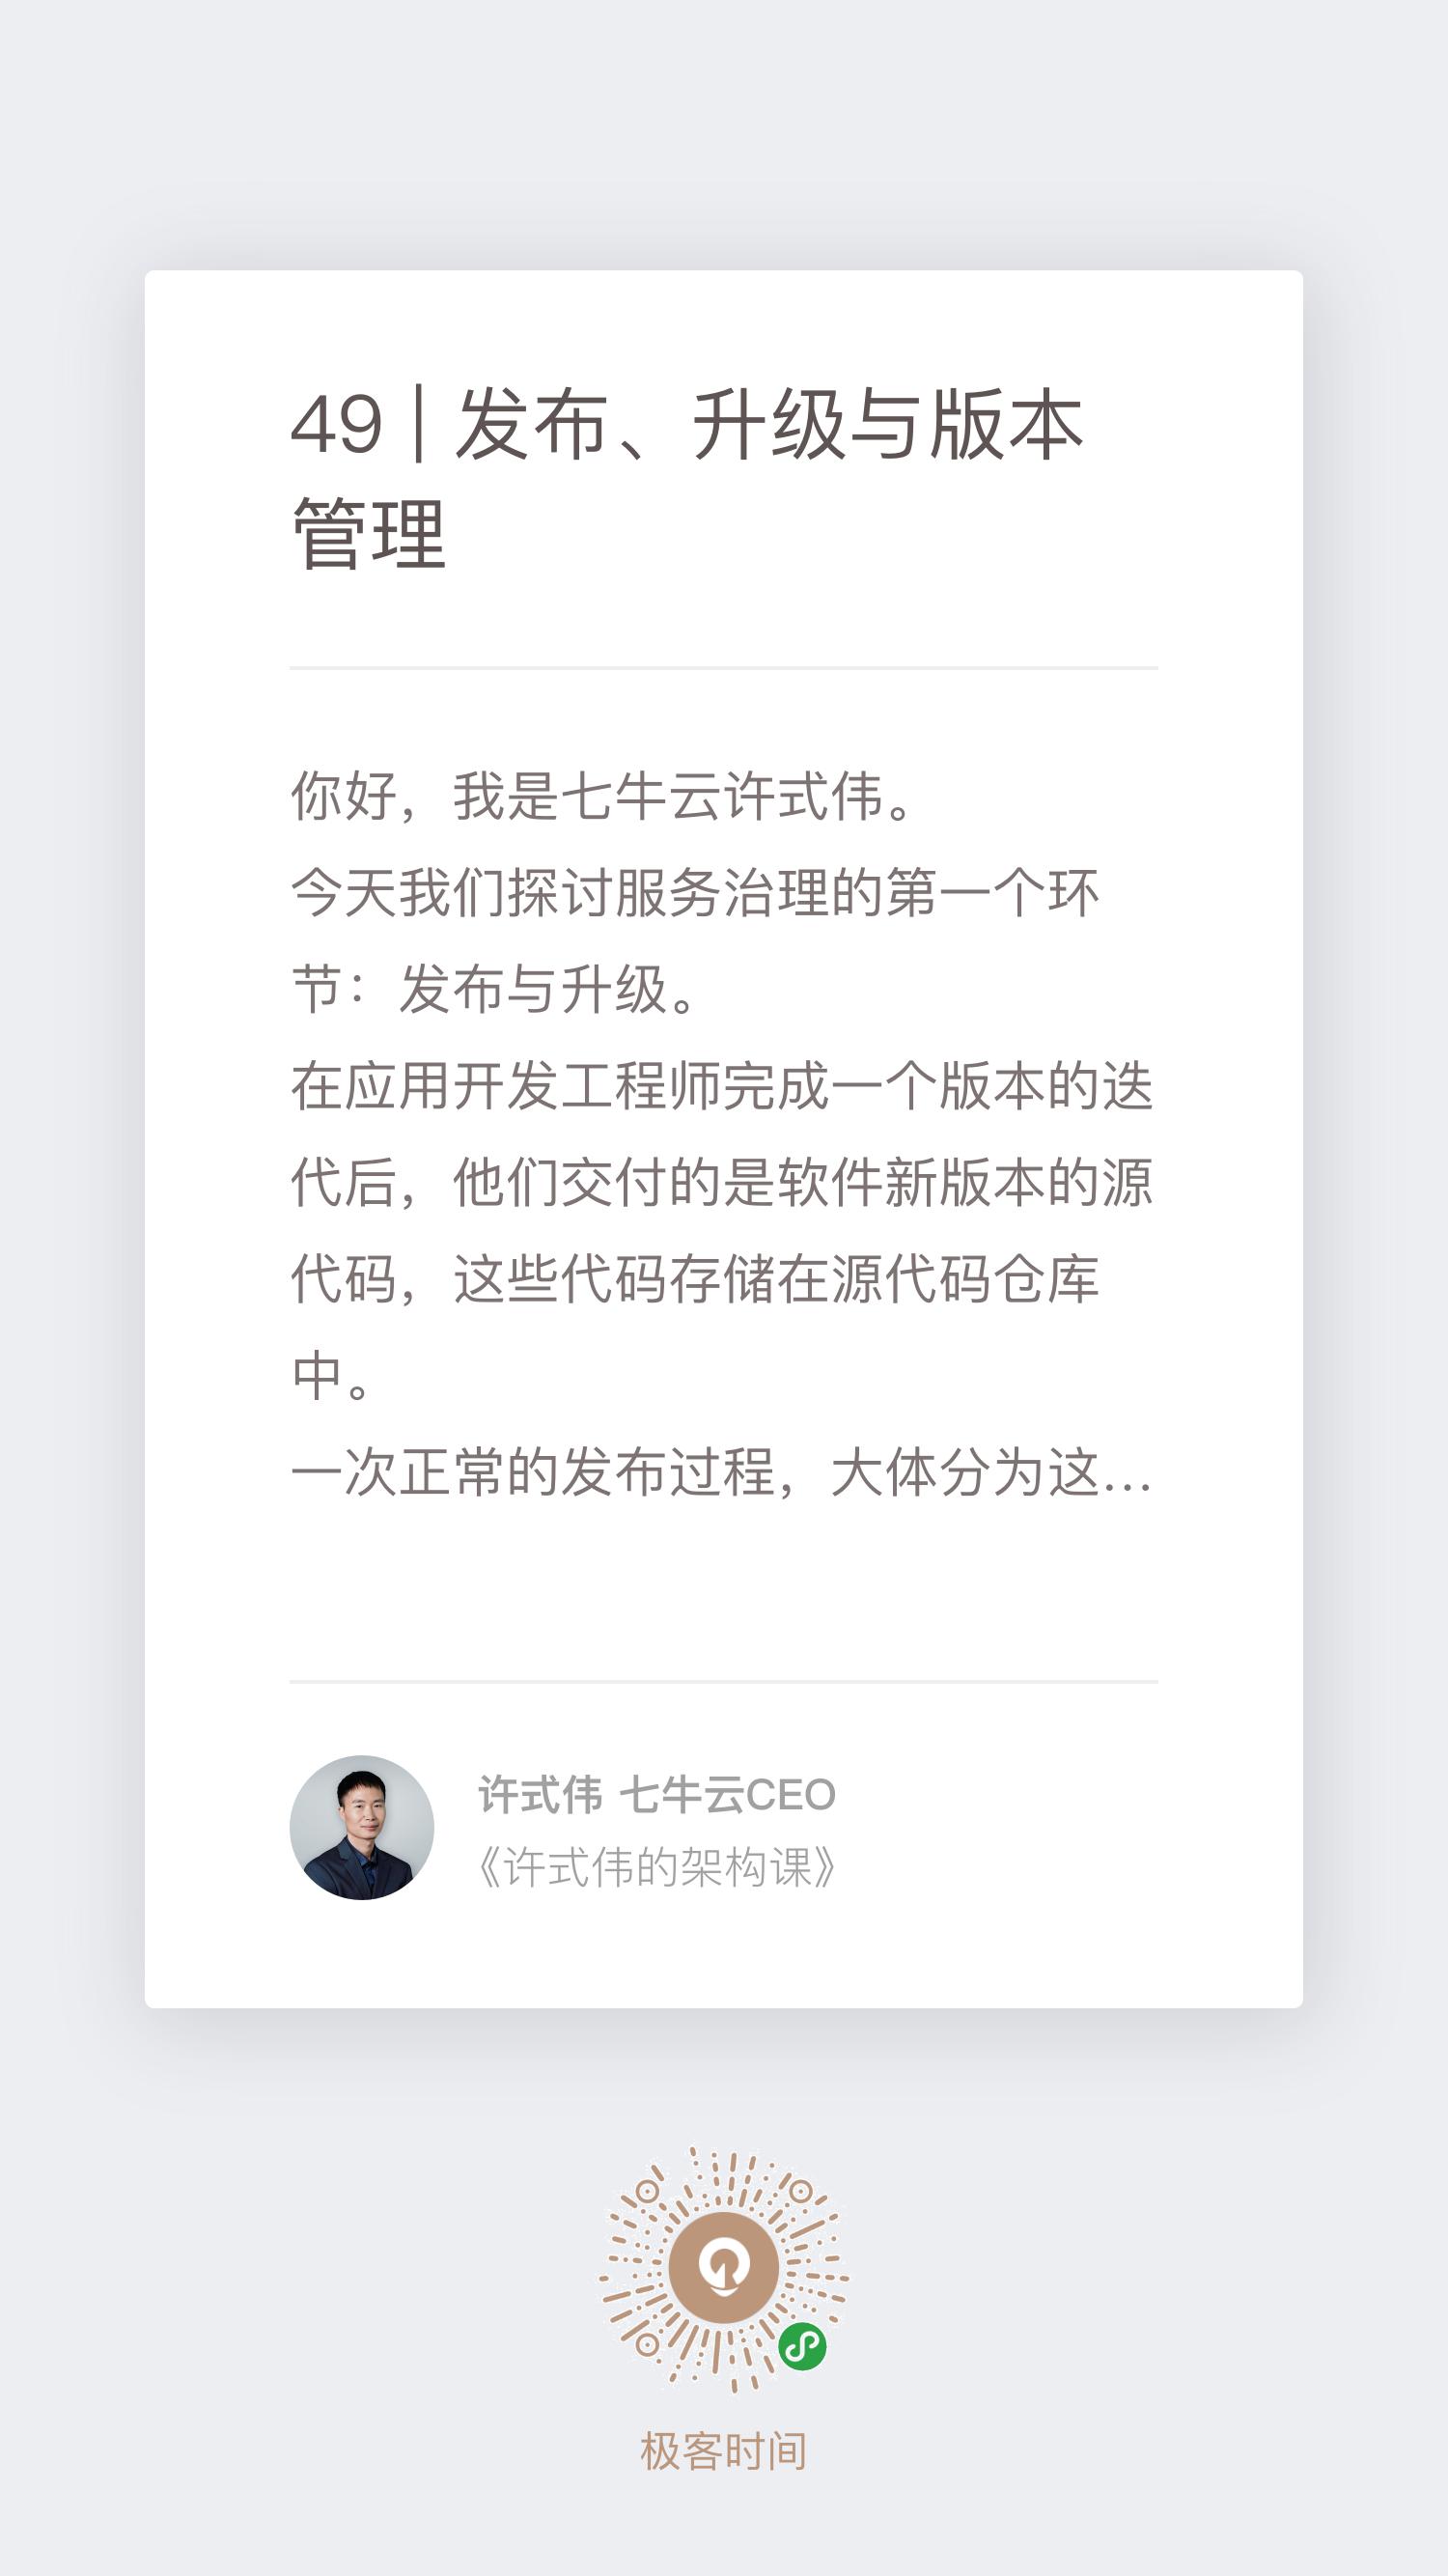 49 | 发布、升级与版本
管理
你好，我是七牛云许式伟。
今天我们探讨服务治理的第一个环
节：发布与升级。
在应用开发工程师完成一个版本的迭
代后，他们交付的是软件新版本的源
代码，这些代码存储在源代码仓库
中。
一次正常的发布过程，大体分为这...
许式伟 七牛云CEO
《许式伟的架构课》
极客时间